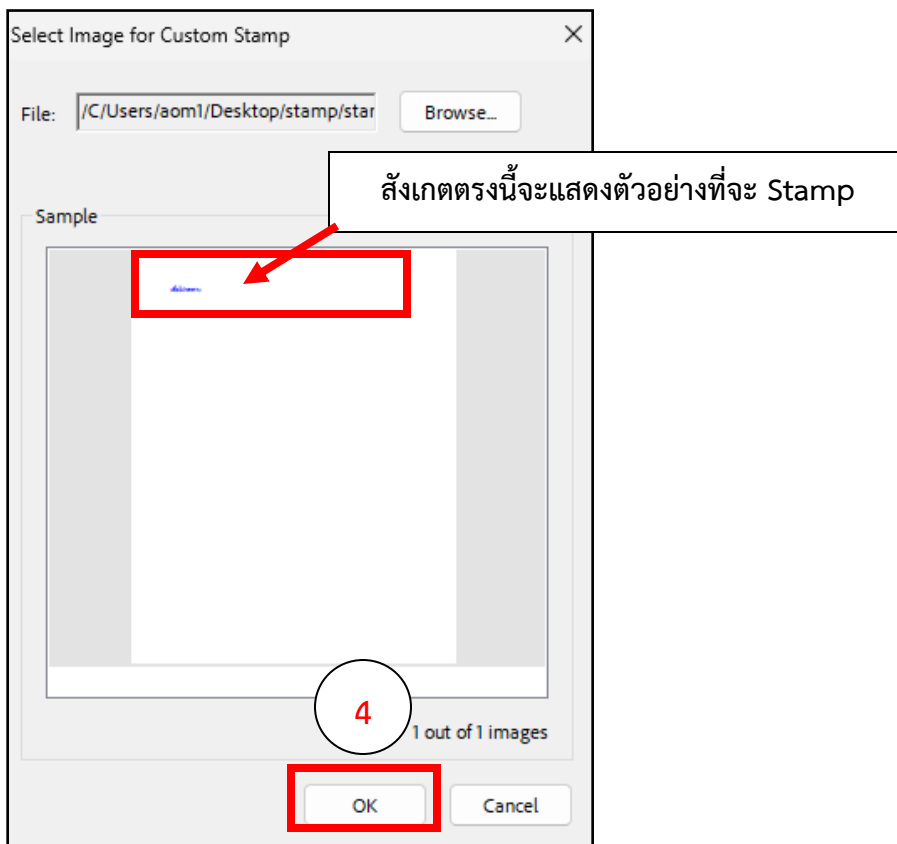 Select Image for Custom Stamp
File: /C/Users/aom1/Desktop/stamp/star
Browse...
สังเกตตรงนี้จะแสดงตัวอย่างที่จะ Stamp
Sample
4
1 out of 1 images
OK
Cancel